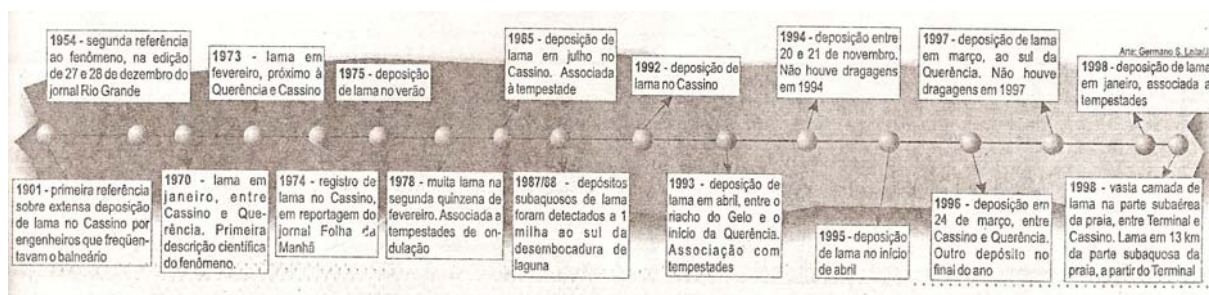 1954 - segunda referência
ao fenômeno, na edição
de 27 e 28 de dezembro do
jornal Rio Grande
1973 - lama em
fevereiro, próximo à
Querência e Cassino
1975 - deposição
de lama no verão
1985 - deposição de
lama em julho no
Cassino. Associada
à tempestade
1992 - deposição de
lama no Cassino
1994 - deposição entre
20 e 21 de novembro.
Não houve dragagens
em 1994
1997 - deposição de lama
em março, ao sul da
Querência. Não houve
dragagens em 1997
Arte: Germano S.
1998 - deposição de lama
em janeiro, associada a
tempestades
1901 - primeira referência
sobre extensa deposição
de lama no Cassino por
engenheiros que freqüen-
tavam o balneário
1970 - lama em
janeiro, entre
Cassino e Que-
rência. Primeira
descrição científica
do fenômeno.
1974 - registro de
lama no Cassino,
em reportagem do
jornal Folha da
Manhã
1978 - muita lama na
segunda quinzena de
fevereiro. Associada a
tempestades de on-
dulação
1987/88 - depósitos
subaquosos de lama
foram detectados a 1
milha ao sul da
desembocadura de
laguna
1993 - deposição de
lama em abril, entre o
riacho do Gelo e o
início da Querência.
Associação com
tempestades
1995 - deposição
de lama no início
de abril
1996 - deposição em
24 de março, entre
Cassino e Querência.
Outro depósito no
final do ano
1998 - vasta camada de
lama na parte subaérea
da praia, entre Terminal e
Cassino. Lama em 13 km
da parte subaquosa da
praia, a partir do Terminal